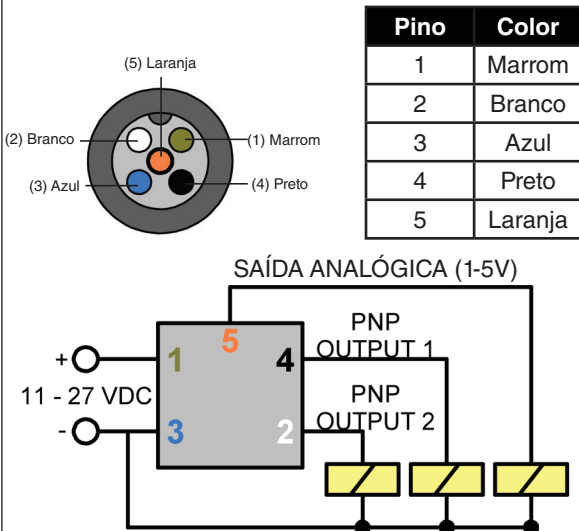 (5) Laranja
(2) Branco
(1) Marrom
(3) Azul
(4) Preto
Pino Color
1 Marrom
2 Branco
3 Azul
4 Preto
5 Laranja
SAÍDA ANALÓGICA (1-5V)
5
PNP
OUTPUT 1
+ 1 4
11 - 27 VDC
PNP
OUTPUT 2
- 3 2